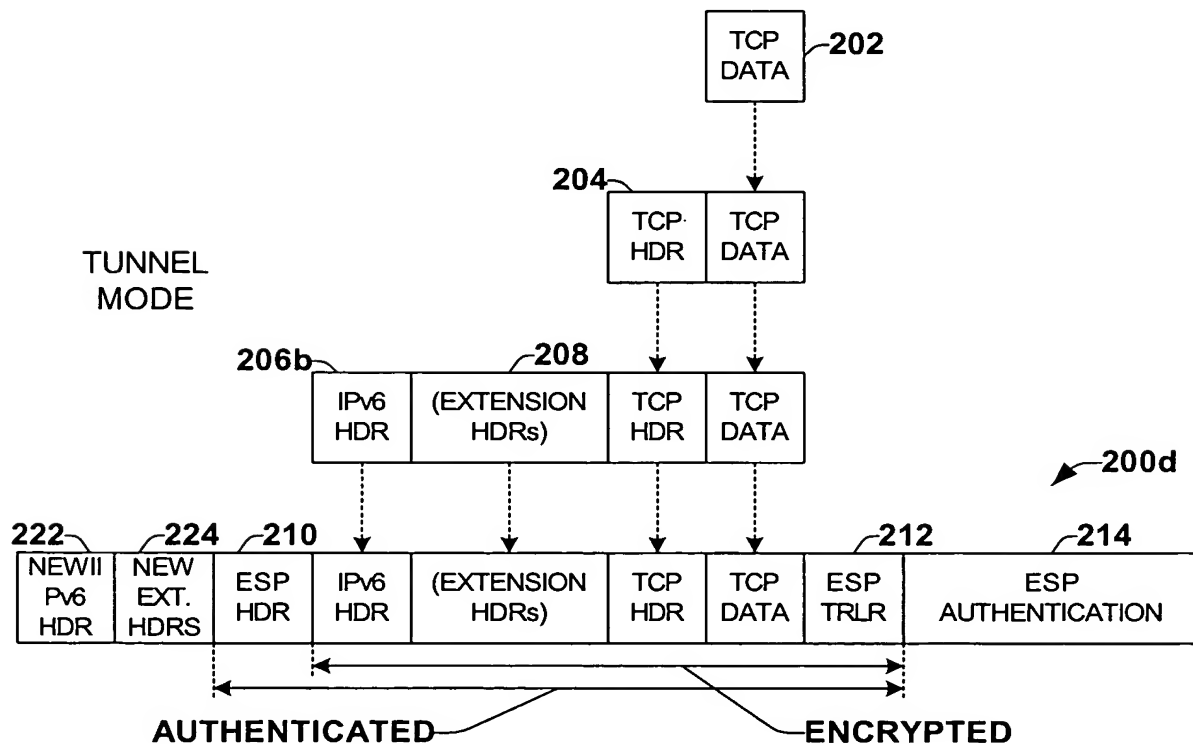 TCP
DATA
202
204
TCP
HDR
TCP
DATA
TUNNEL
MODE
206b
208
IPv6
HDR
(EXTENSION
HDRs)
TCP
HDR
TCP
DATA
200d
222
224
210
212
214
NEWII
Pv6
HDR
NEW
EXT.
HDRS
ESP
HDR
IPv6
HDR
(EXTENSION
HDRs)
TCP
HDR
TCP
DATA
ESP
TRLR
ESP
AUTHENTICATION
AUTHENTICATED
ENCRYPTED